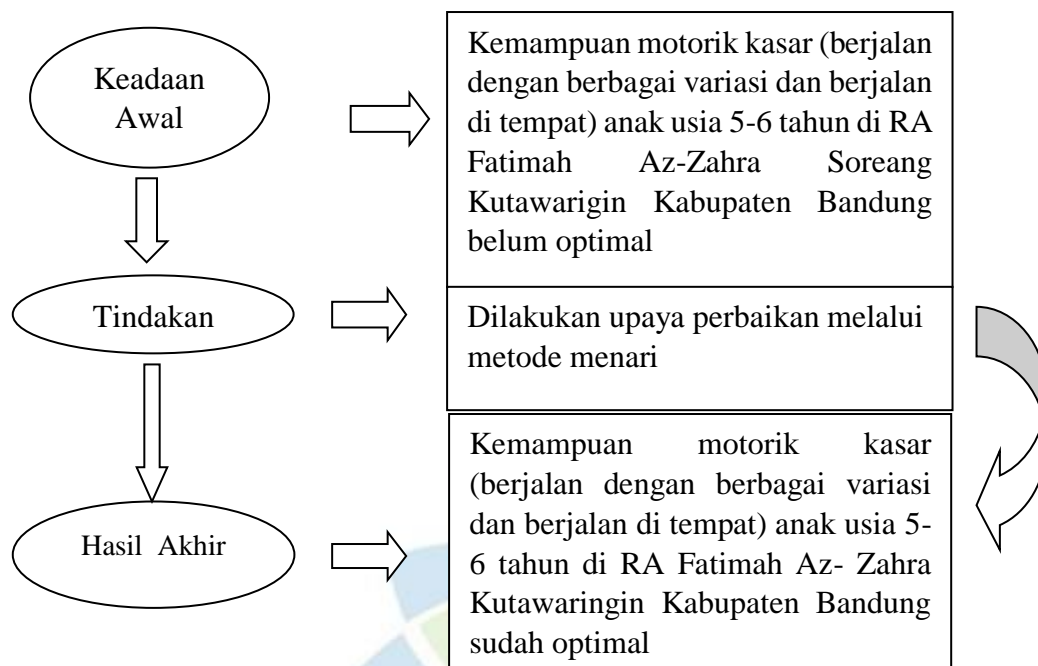 Keadaan
Awal
Kemampuan motorik kasar (berjalan
dengan berbagai variasi dan berjalan
di tempat) anak usia 5-6 tahun di RA
Fatimah Az-Zahra Soreang
Kutawarigin Kabupaten Bandung
belum optimal
Tindakan
Dilakukan upaya perbaikan melalui
metode menari
Hasil Akhir
Kemampuan motorik kasar
(berjalan dengan berbagai variasi
dan berjalan di tempat) anak usia 5-
6 tahun di RA Fatimah Az- Zahra
Kutawaringin Kabupaten Bandung
sudah optimal